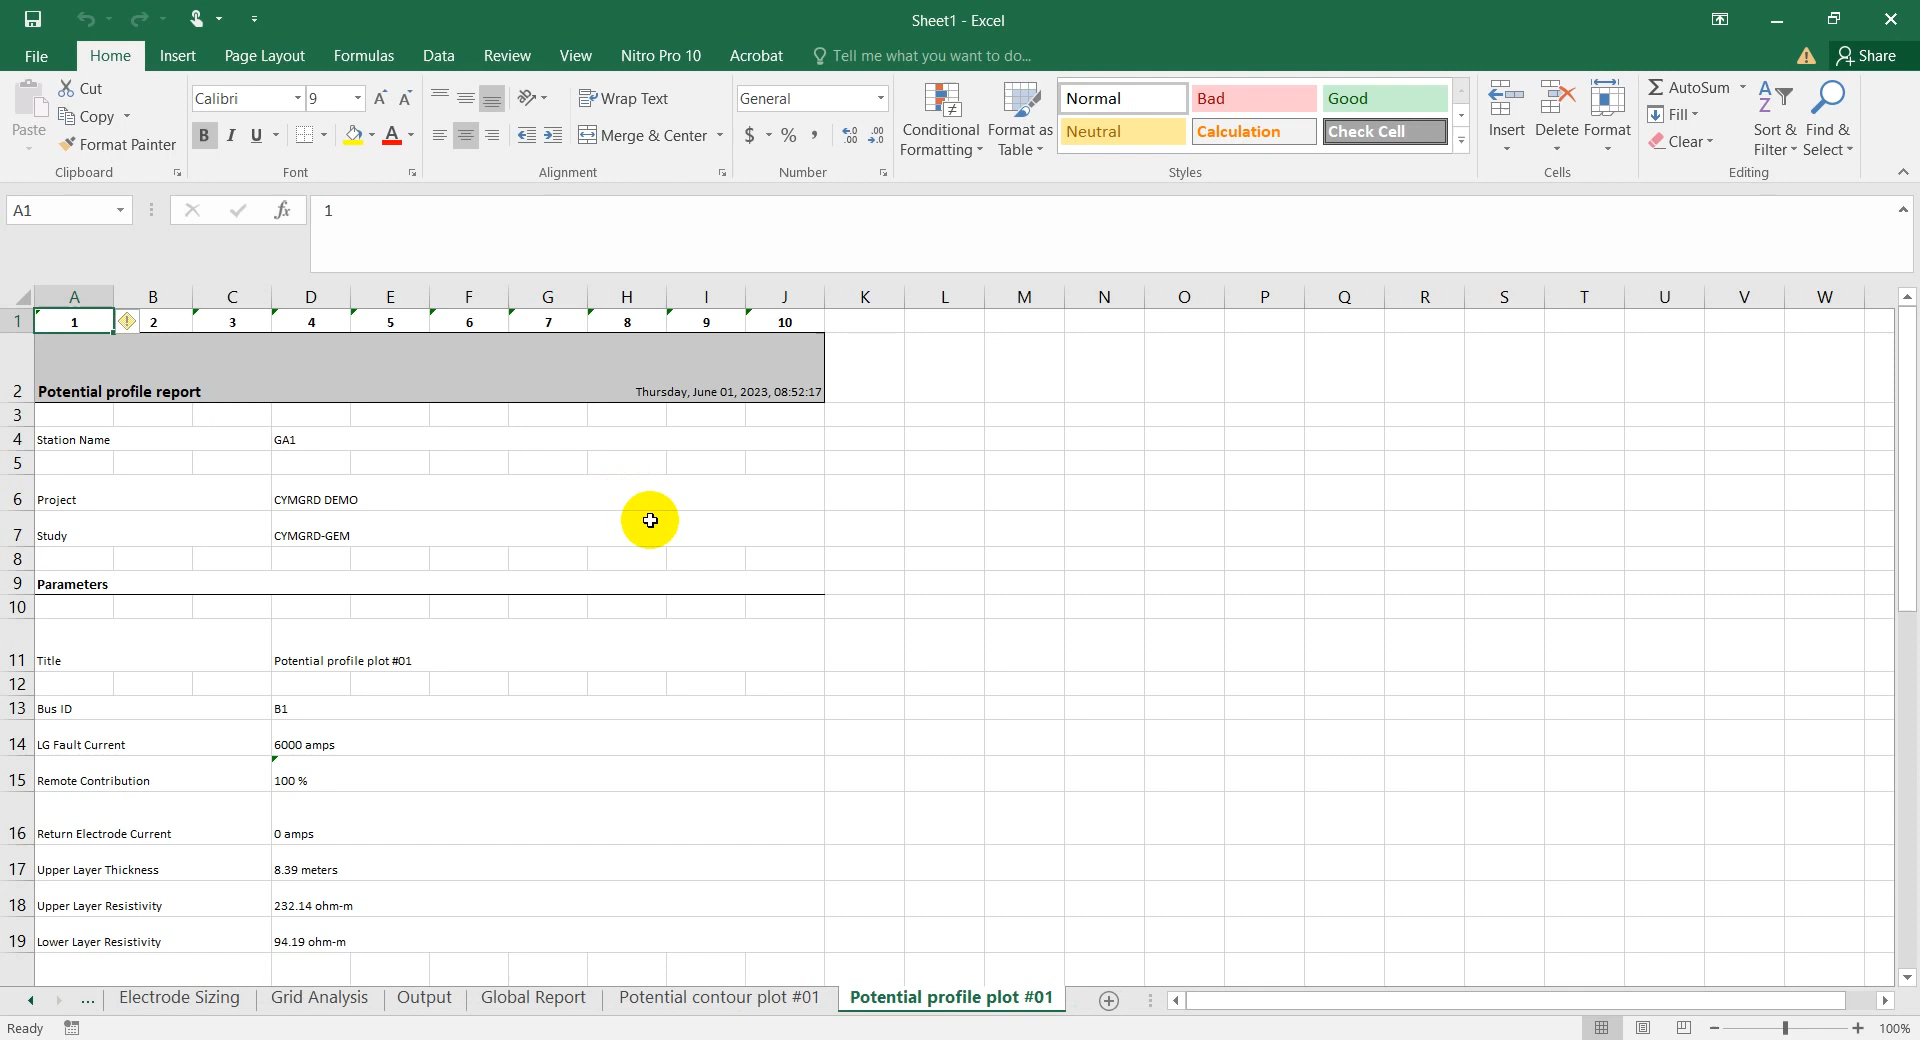 Sheet1 - Excel
File Home Insert Page Layout Formulas Data Review View Nitro Pro 10 Acrobat Tell me what you want to do... Share
Paste
Cut
Copy
Format Painter
Clipboard
Calibri 9
B I U
Font
Wrap Text
Merge & Center
Alignment
General
$ % ,
Number
Conditional Formatting
Format as Table
Normal Bad Good
Neutral Calculation Check Cell
Styles
Insert Delete Format
Cells
AutoSum
Fill
Clear
Sort & Filter
Find & Select
Editing
A1 fx 1
A B C D E F G H I J K L M N O P Q R S T U V W
1 1 2 3 4 5 6 7 8 9 10
2 Potential profile report Thursday, June 01, 2023, 08:52:17
3
4 Station Name GA1
5
6 Project CYMGRD DEMO
7 Study CYMGRD-GEM
8
9 Parameters
10
11 Title Potential profile plot #01
12
13 Bus ID B1
14 LG Fault Current 6000 amps
15 Remote Contribution 100 %
16 Return Electrode Current 0 amps
17 Upper Layer Thickness 8.39 meters
18 Upper Layer Resistivity 232.14 ohm-m
19 Lower Layer Resistivity 94.19 ohm-m
... Electrode Sizing Grid Analysis Output Global Report Potential contour plot #01 Potential profile plot #01
Ready 100%